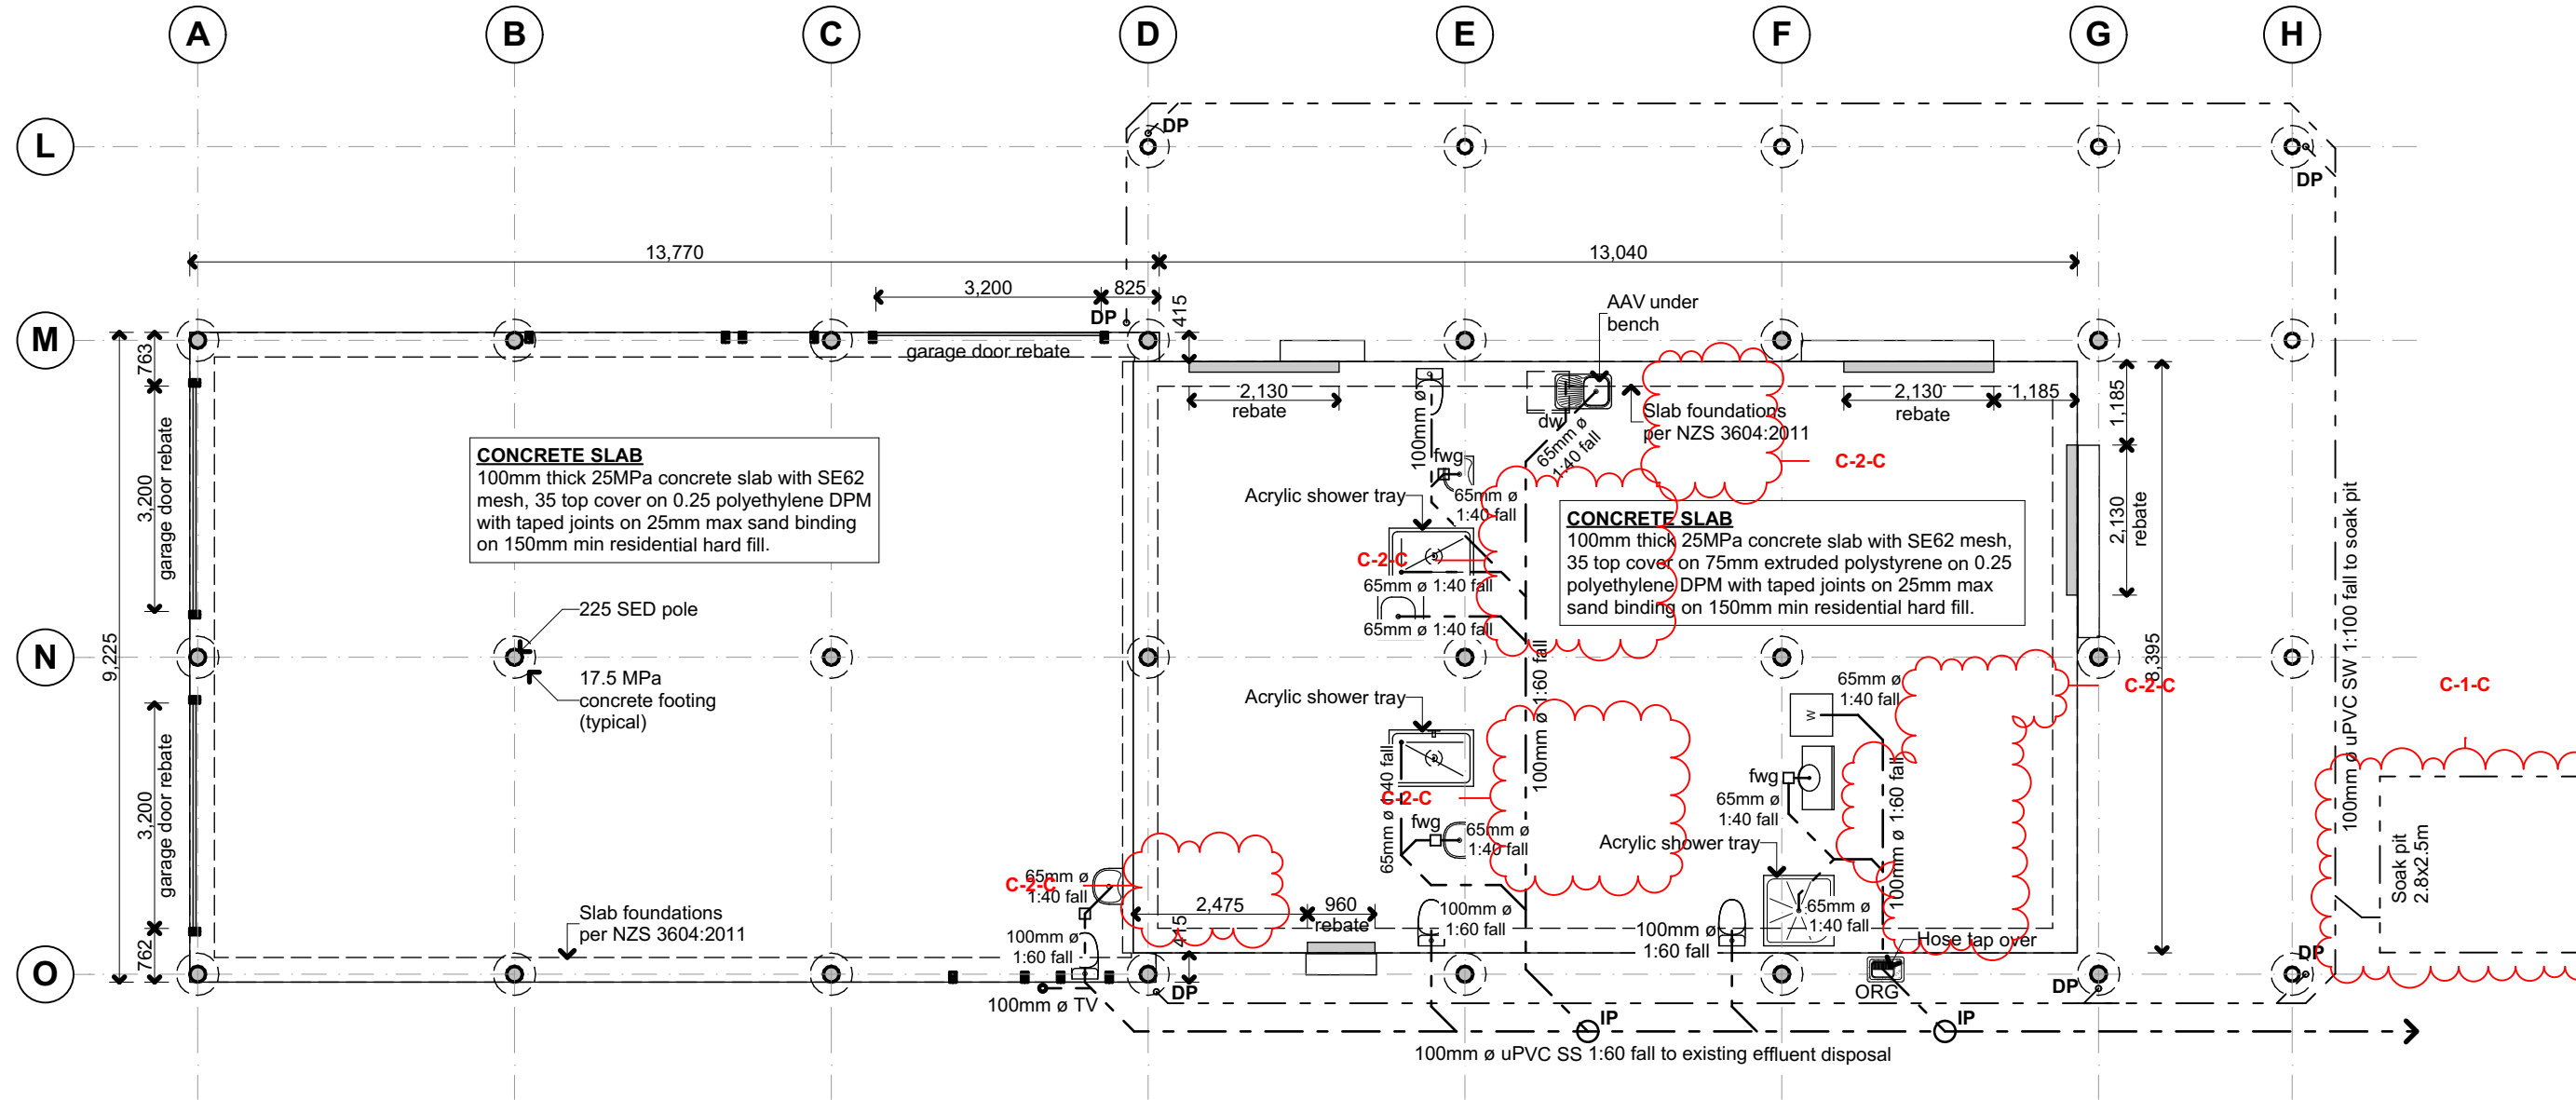 A
B
C
D
E
F
G
H
L
DP
DP
13,770
13,040
3,200
825
415
AAV under
bench
DP
M
garage door rebate
763
2,130
rebate
100mm ø
dw
65mm ø
1:40 fall
Slab foundations
per NZS 3604:2011
2,130
rebate
1,185
1,185
C-2-C
CONCRETE SLAB
100mm thick 25MPa concrete slab with SE62
mesh, 35 top cover on 0.25 polyethylene DPM
with taped joints on 25mm max sand binding
on 150mm min residential hard fill.
3,200
garage door rebate
fwg
65mm ø
1:40 fall
Acrylic shower tray
CONCRETE SLAB
100mm thick 25MPa concrete slab with SE62 mesh,
35 top cover on 75mm extruded polystyrene on 0.25
polyethylene DPM with taped joints on 25mm max
sand binding on 150mm min residential hard fill.
2,130
rebate
C-2-C
65mm ø 1:40 fall
65mm ø 1:40 fall
225 SED pole
N
9,225
17.5 MPa
concrete footing
(typical)
100mm ø 1:60 fall
8,395
100mm ø uPVC SW 1:100 fall to soak pit
Acrylic shower tray
65mm ø
1:40 fall
W
C-2-C
C-1-C
3,200
garage door rebate
65mm ø 1:40 fall
C-2-C
fwg
65mm ø
1:40 fall
fwg
65mm ø
1:40 fall
100mm ø 1:60 fall
Acrylic shower tray
Soak pit
2.8x2.5m
C-2-C
65mm ø
1:40 fall
2,475
960
rebate
415
100mm ø
1:60 fall
65mm ø
1:40 fall
Slab foundations
per NZS 3604:2011
100mm ø
1:60 fall
100mm ø
1:60 fall
Hose tap over
762
O
100mm ø TV
DP
ORG
DP
DP
IP
IP
100mm ø uPVC SS 1:60 fall to existing effluent disposal